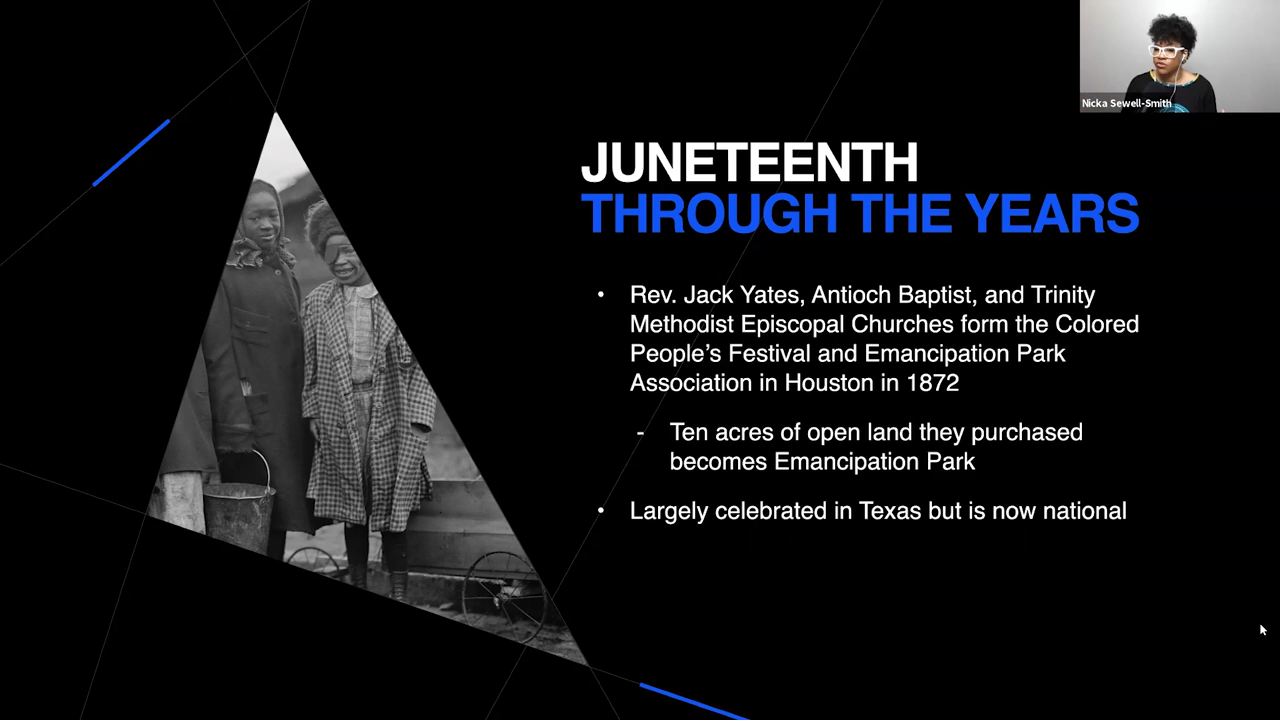 Nicka Sewell-Smith
JUNETEENTH
THROUGH THE YEARS
• Rev. Jack Yates, Antioch Baptist, and Trinity
Methodist Episcopal Churches form the Colored
People’s Festival and Emancipation Park
Association in Houston in 1872
- Ten acres of open land they purchased
becomes Emancipation Park
• Largely celebrated in Texas but is now national